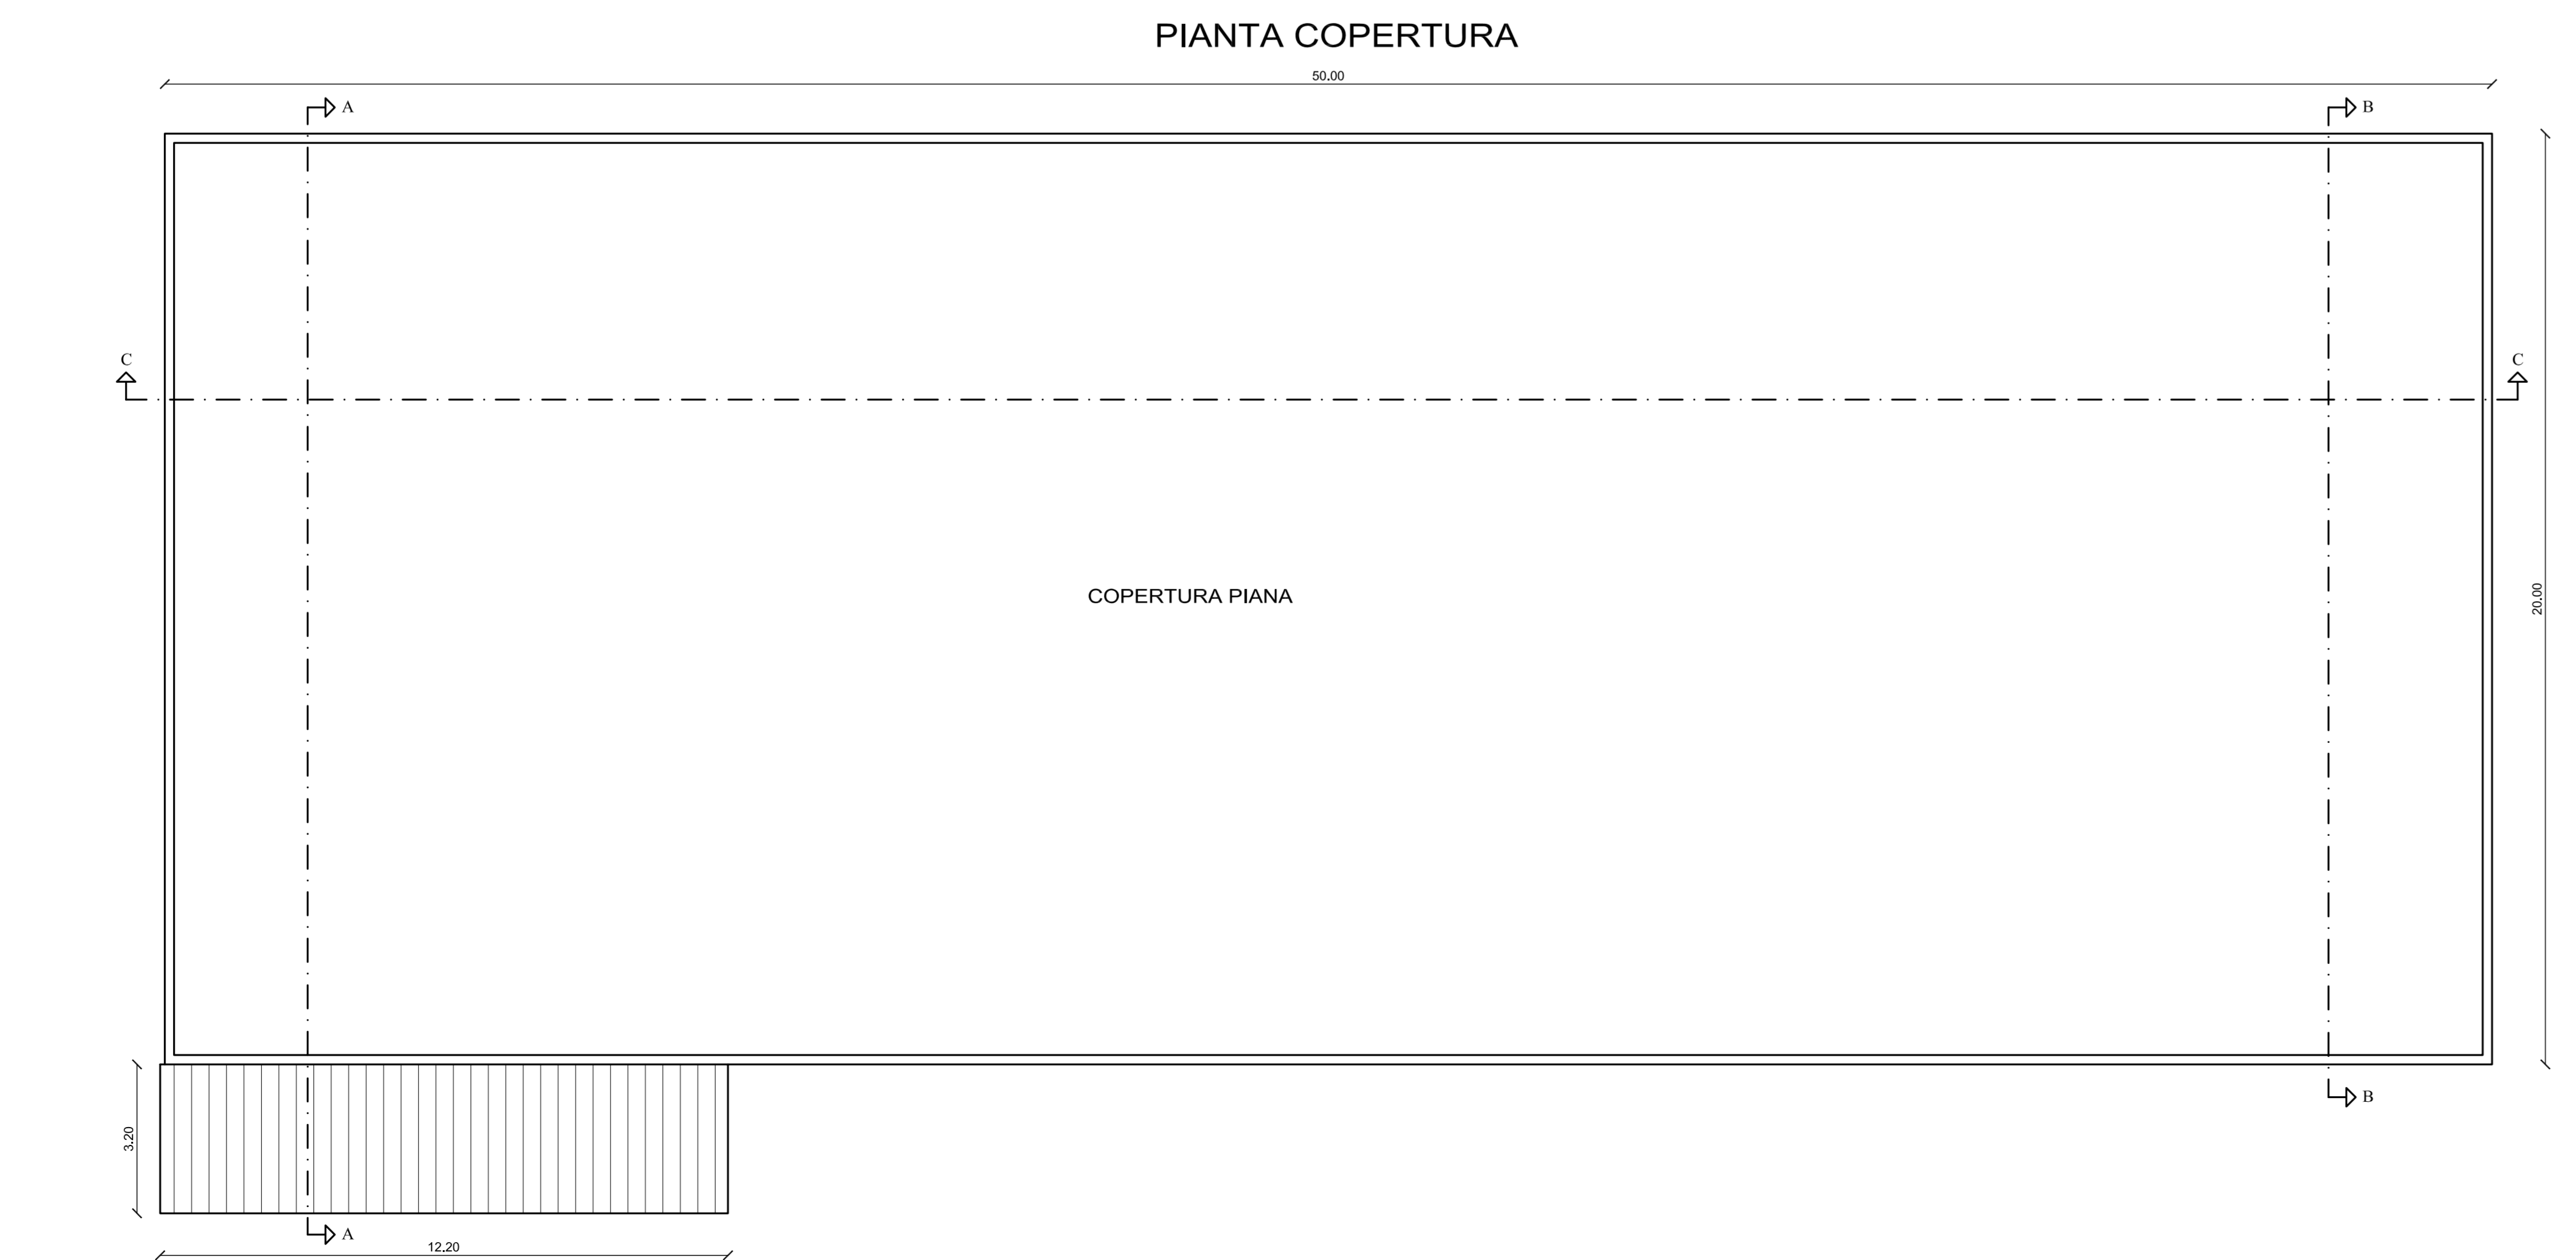 PIANTA COPERTURA
50.00
A
B
C
C
COPERTURA PIANA
20.00
B
3.20
A
12.20